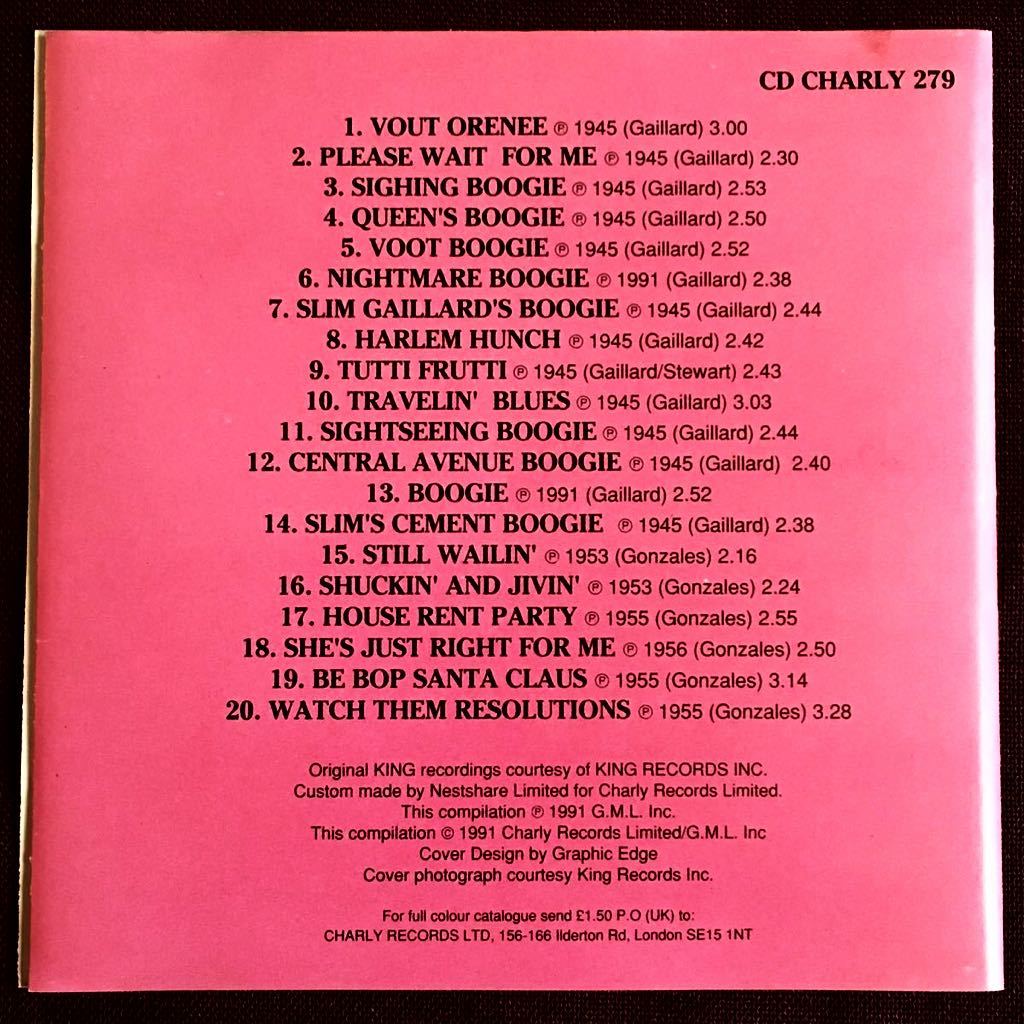 CD CHARLY 279
1. VOUT ORENEE ℗ 1945 (Gaillard) 3.00
2. PLEASE WAIT FOR ME ℗ 1945 (Gaillard) 2.30
3. SIGHING BOOGIE ℗ 1945 (Gaillard) 2.53
4. QUEEN'S BOOGIE ℗ 1945 (Gaillard) 2.50
5. VOOT BOOGIE ℗ 1945 (Gaillard) 2.52
6. NIGHTMARE BOOGIE ℗ 1991 (Gaillard) 2.38
7. SLIM GAILLARD'S BOOGIE ℗ 1945 (Gaillard) 2.44
8. HARLEM HUNCH ℗ 1945 (Gaillard) 2.42
9. TUTTI FRUTTI ℗ 1945 (Gaillard/Stewart) 2.43
10. TRAVELIN' BLUES ℗ 1945 (Gaillard) 3.03
11. SIGHTSEEING BOOGIE ℗ 1945 (Gaillard) 2.44
12. CENTRAL AVENUE BOOGIE ℗ 1945 (Gaillard) 2.40
13. BOOGIE ℗ 1991 (Gaillard) 2.52
14. SLIM'S CEMENT BOOGIE ℗ 1945 (Gaillard) 2.38
15. STILL WAILIN' ℗ 1953 (Gonzales) 2.16
16. SHUCKIN' AND JIVIN' ℗ 1953 (Gonzales) 2.24
17. HOUSE RENT PARTY ℗ 1955 (Gonzales) 2.55
18. SHE'S JUST RIGHT FOR ME ℗ 1956 (Gonzales) 2.50
19. BE BOP SANTA CLAUS ℗ 1955 (Gonzales) 3.14
20. WATCH THEM RESOLUTIONS ℗ 1955 (Gonzales) 3.28
Original KING recordings courtesy of KING RECORDS INC.
Custom made by Nestshare Limited for Charly Records Limited.
This compilation ℗ 1991 G.M.L. Inc.
This compilation © 1991 Charly Records Limited/G.M.L. Inc
Cover Design by Graphic Edge
Cover photograph courtesy King Records Inc.
For full colour catalogue send £1.50 P.O (UK) to:
CHARLY RECORDS LTD, 156-166 Ilderton Rd, London SE15 1NT